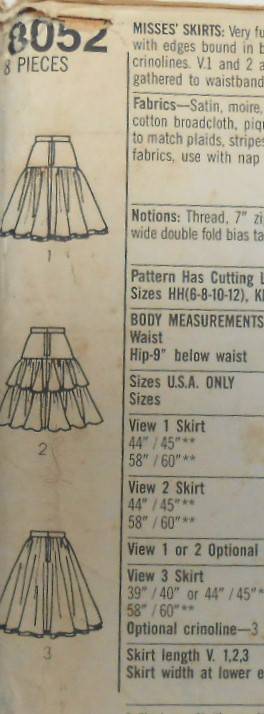 8052
8 PIECES
1
2
3
MISSES' SKIRTS: Very fu
with edges bound in b
crinolines. V.1 and 2 a
gathered to waistband
Fabrics—Satin, moire,
cotton broadcloth, piqu
to match plaids, stripes
fabrics, use with nap
Notions: Thread, 7" zi
wide double fold bias ta
Pattern Has Cutting L
Sizes HH(6-8-10-12), K
BODY MEASUREMENTS
Waist
Hip-9" below waist
Sizes U.S.A. ONLY
Sizes
View 1 Skirt
44"/45"**
58"/60"**
View 2 Skirt
44"/45"**
58"/60"**
View 1 or 2 Optional
View 3 Skirt
39"/40" or 44"/45"*
58"/60"**
Optional crinoline—3
Skirt length V. 1,2,3
Skirt width at lower e